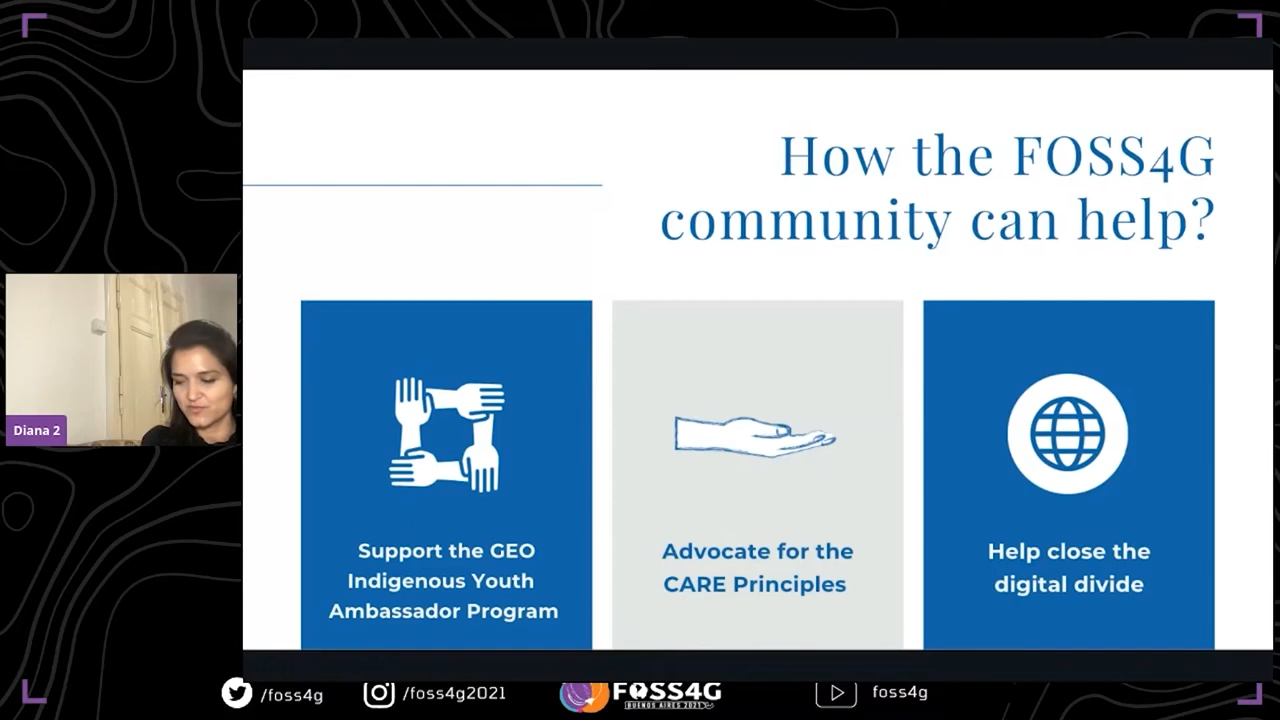 How the FOSS4G
community can help?
Diana 2
Support the GEO
Indigenous Youth
Ambassador Program
Advocate for the
CARE Principles
Help close the
digital divide
/foss4g
/foss4g2021
FOSS4G
BUENOS AIRES 2021
foss4g